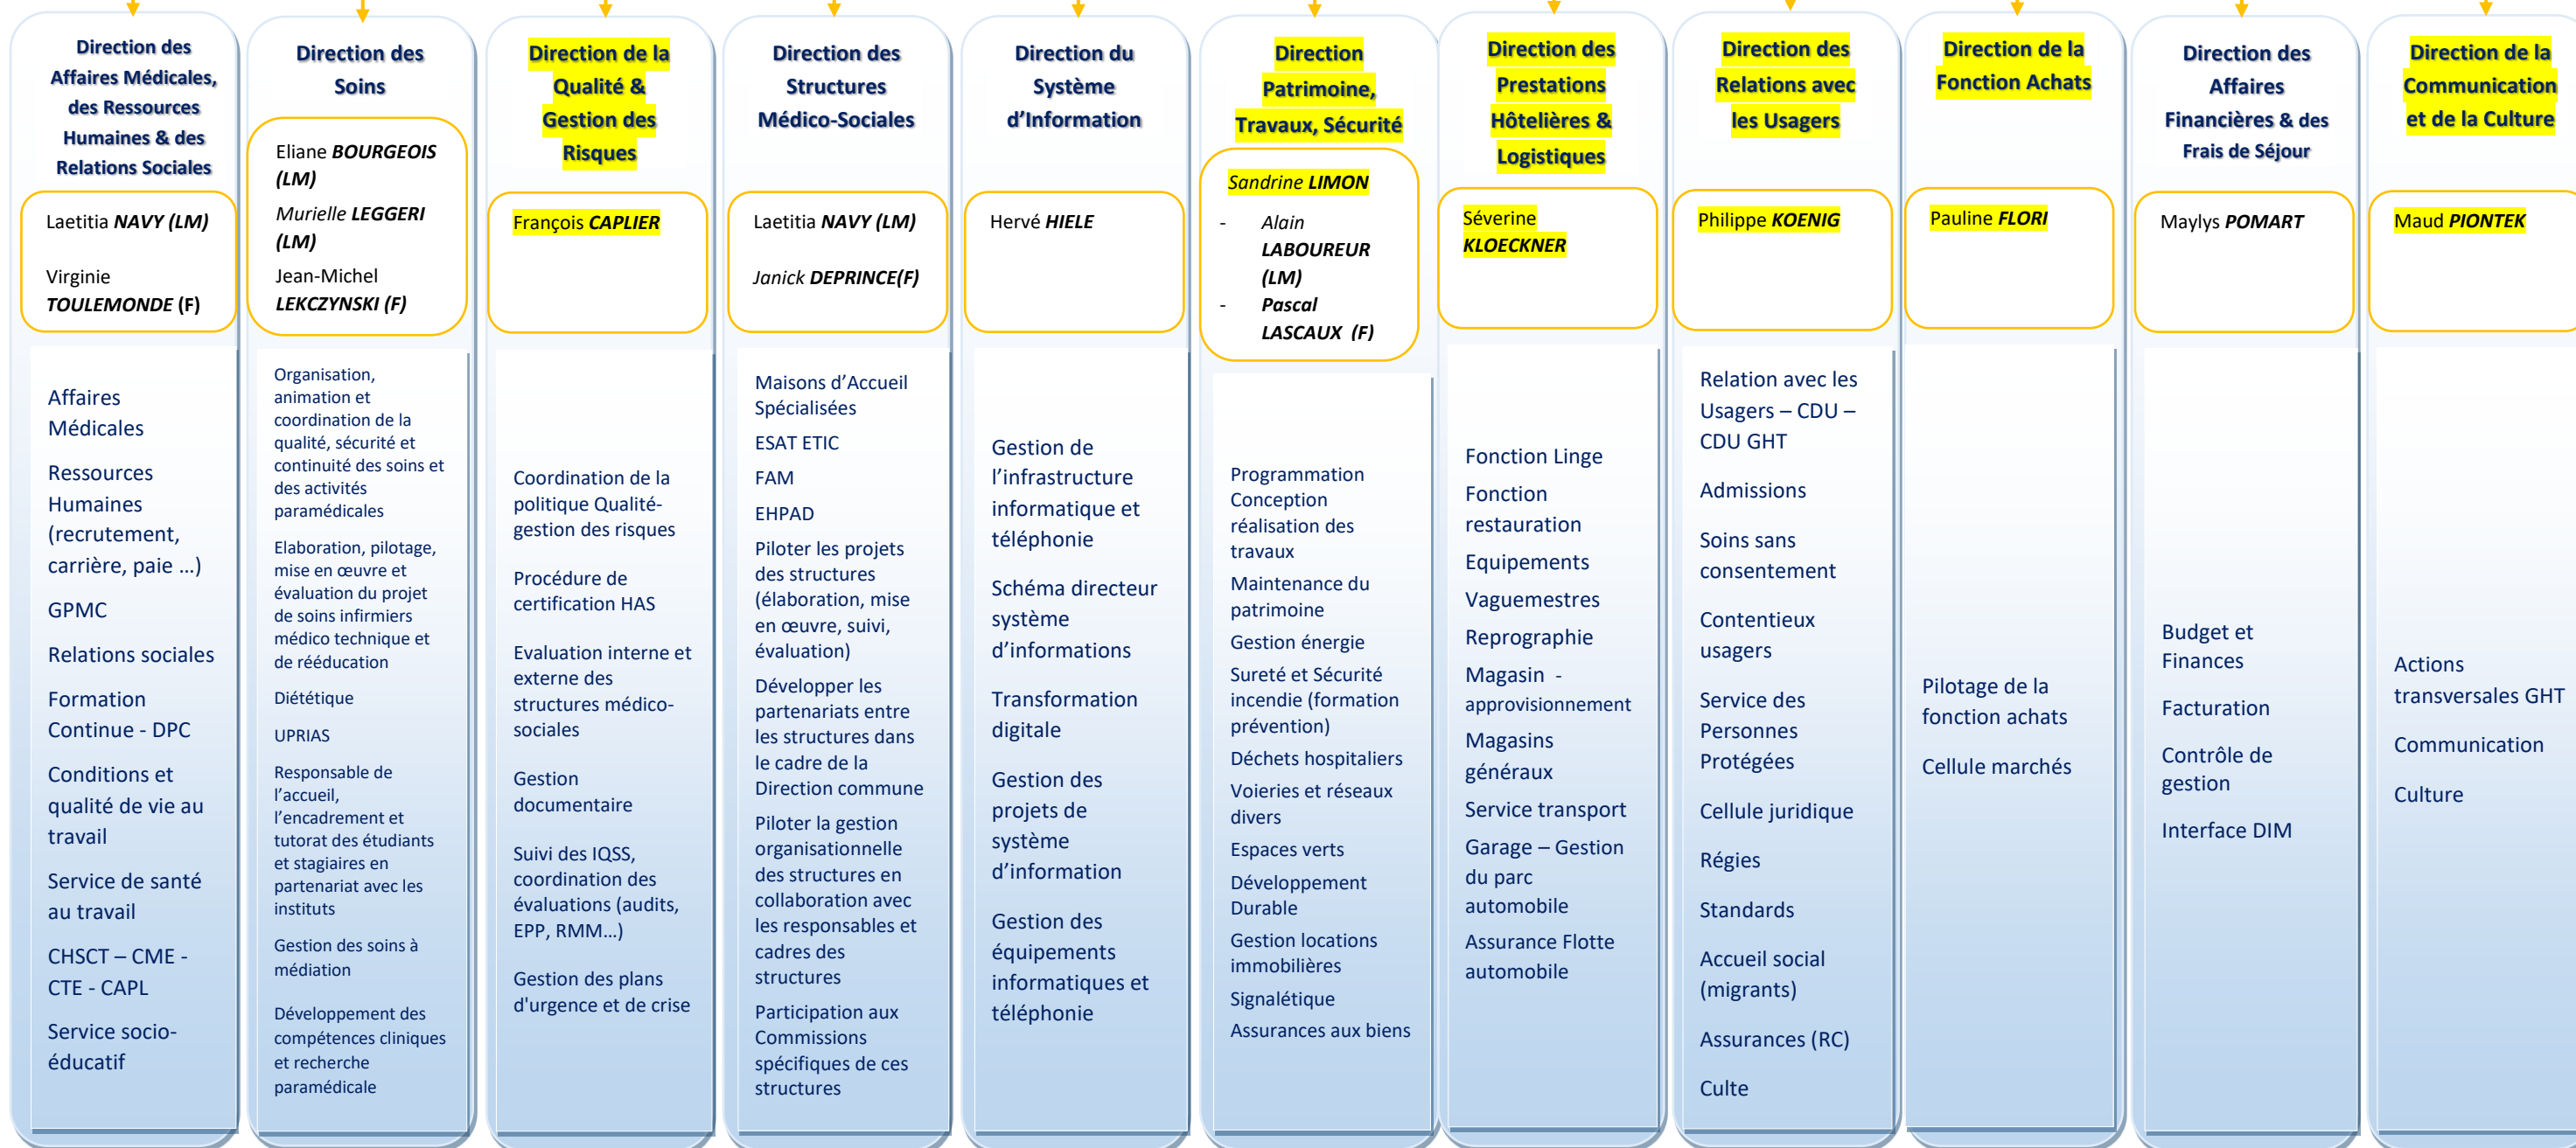 Direction des
Affaires Médicales,
des Ressources
Humaines & des
Relations Sociales
Laetitia NAVY (LM)
Virginie
TOULEMONDE (F)
Affaires
Médicales
Ressources
Humaines
(recrutement,
carrière, paie ...)
GPMC
Relations sociales
Formation
Continue - DPC
Conditions et
qualité de vie au
travail
Service de santé
au travail
CHSCT – CME -
CTE - CAPL
Service socio-
éducatif
Direction des
Soins
Eliane BOURGEOIS
(LM)
Murielle LEGGERI
(LM)
Jean-Michel
LEKCZYNSKI (F)
Organisation,
animation et
coordination de la
qualité, sécurité et
continuité des soins et
des activités
paramédicales
Elaboration, pilotage,
mise en œuvre et
évaluation du projet
de soins infirmiers
médico technique et
de rééducation
Diététique
UPRIAS
Responsable de
l’accueil,
l’encadrement et
tutorat des étudiants
et stagiaires en
partenariat avec les
instituts
Gestion des soins à
médiation
Développement des
compétences cliniques
et recherche
paramédicale
Direction de la
Qualité &
Gestion des
Risques
François CAPLIER
Coordination de la
politique Qualité-
gestion des risques
Procédure de
certification HAS
Evaluation interne et
externe des
structures médico-
sociales
Gestion
documentaire
Suivi des IQSS,
coordination des
évaluations (audits,
EPP, RMM...)
Gestion des plans
d'urgence et de crise
Direction des
Structures
Médico-Sociales
Laetitia NAVY (LM)
Janick DEPRINCE(F)
Maisons d’Accueil
Spécialisées
ESAT ETIC
FAM
EHPAD
Piloter les projets
des structures
(élaboration, mise
en œuvre, suivi,
évaluation)
Développer les
partenariats entre
les structures dans
le cadre de la
Direction commune
Piloter la gestion
organisationnelle
des structures en
collaboration avec
les responsables et
cadres des
structures
Participation aux
Commissions
spécifiques de ces
structures
Direction du
Système
d’Information
Hervé HIELE
Gestion de
l’infrastructure
informatique et
téléphonie
Schéma directeur
système
d’informations
Transformation
digitale
Gestion des
projets de
système
d’information
Gestion des
équipements
informatiques et
téléphonie
Direction
Patrimoine,
Travaux, Sécurité
Sandrine LIMON
- Alain
LABOUREUR
(LM)
- Pascal
LASCAUX (F)
Programmation
Conception
réalisation des
travaux
Maintenance du
patrimoine
Gestion énergie
Sureté et Sécurité
incendie (formation
prévention)
Déchets hospitaliers
Voieries et réseaux
divers
Espaces verts
Développement
Durable
Gestion locations
immobilières
Signalétique
Assurances aux biens
Direction des
Prestations
Hôtelières &
Logistiques
Séverine
KLOECKNER
Fonction Linge
Fonction
restauration
Equipements
Vaguemestres
Reprographie
Magasin -
approvisionnement
Magasins
généraux
Service transport
Garage – Gestion
du parc
automobile
Assurance Flotte
automobile
Direction des
Relations avec
les Usagers
Philippe KOENIG
Relation avec les
Usagers – CDU –
CDU GHT
Admissions
Soins sans
consentement
Contentieux
usagers
Service des
Personnes
Protégées
Cellule juridique
Régies
Standards
Accueil social
(migrants)
Assurances (RC)
Culte
Direction de la
Fonction Achats
Pauline FLORI
Pilotage de la
fonction achats
Cellule marchés
Direction des
Affaires
Financières & des
Frais de Séjour
Maylys POMART
Budget et
Finances
Facturation
Contrôle de
gestion
Interface DIM
Direction de la
Communication
et de la Culture
Maud PIONTEK
Actions
transversales GHT
Communication
Culture